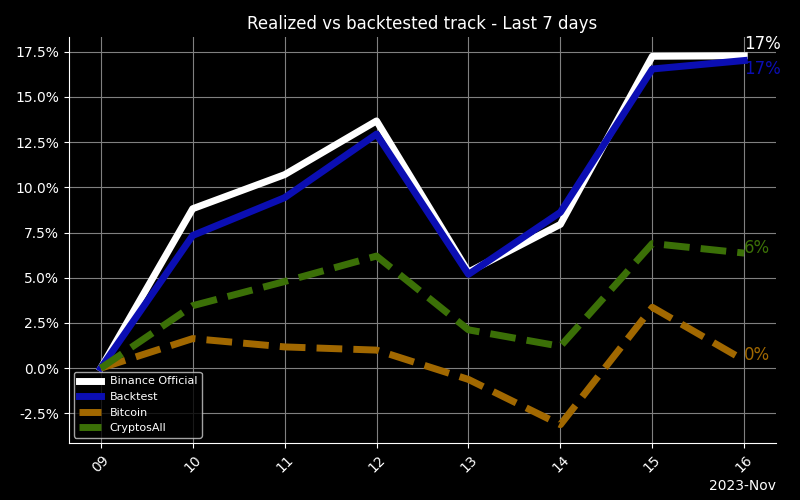 Realized vs backtested track - Last 7 days
17.5%
15.0%
12.5%
10.0%
7.5%
5.0%
2.5%
0.0%
-2.5%
17%
17%
6%
0%
Binance Official
Backtest
Bitcoin
CryptosAll
09 10 11 12 13 14 15 16
2023-Nov